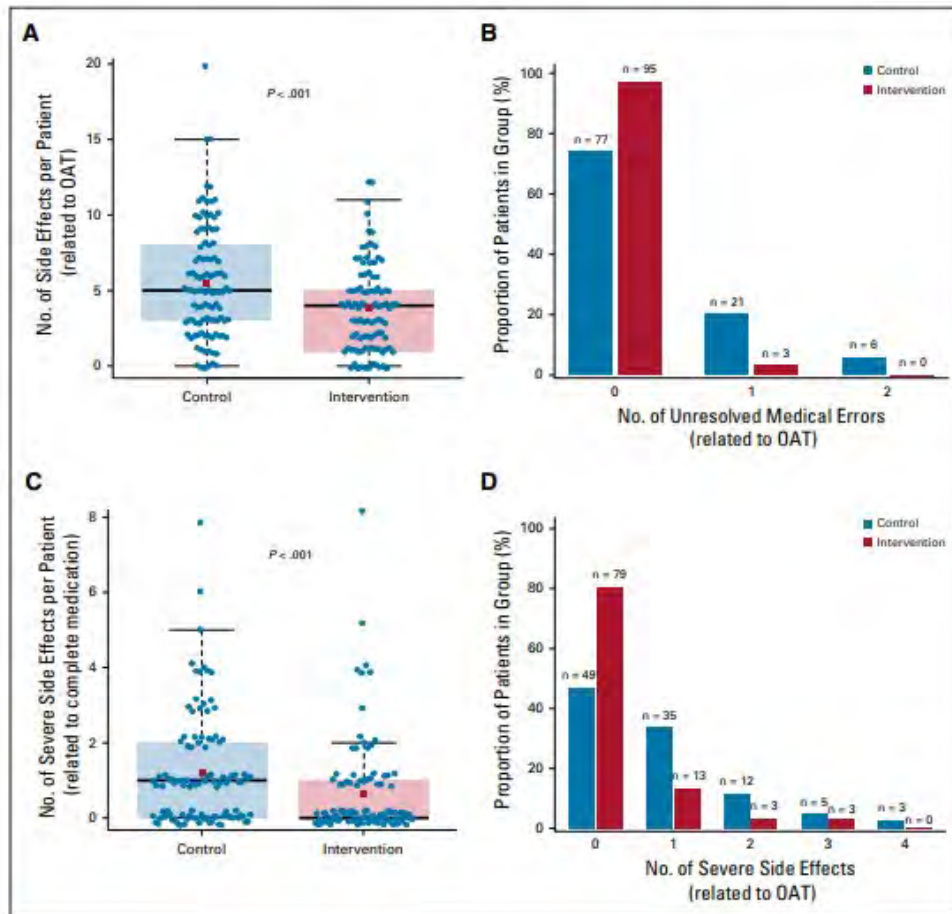 A
No. of Side Effects per Patient
(related to OAT)
20
15
10
5
0
P < .001
Control
Intervention
B
Proportion of Patients in Group (%)
100
80
60
40
20
0
n = 95
n = 77
n = 21
n = 3
n = 6
n = 0
Control
Intervention
0
1
2
No. of Unresolved Medical Errors
(related to OAT)
C
No. of Severe Side Effects per Patient
(related to complete medication)
8
6
4
2
0
P < .001
Control
Intervention
D
Proportion of Patients in Group (%)
100
80
60
40
20
0
n = 79
n = 49
n = 35
n = 13
n = 12
n = 3
n = 5
n = 3
n = 3
n = 0
Control
Intervention
0
1
2
3
4
No. of Severe Side Effects
(related to OAT)